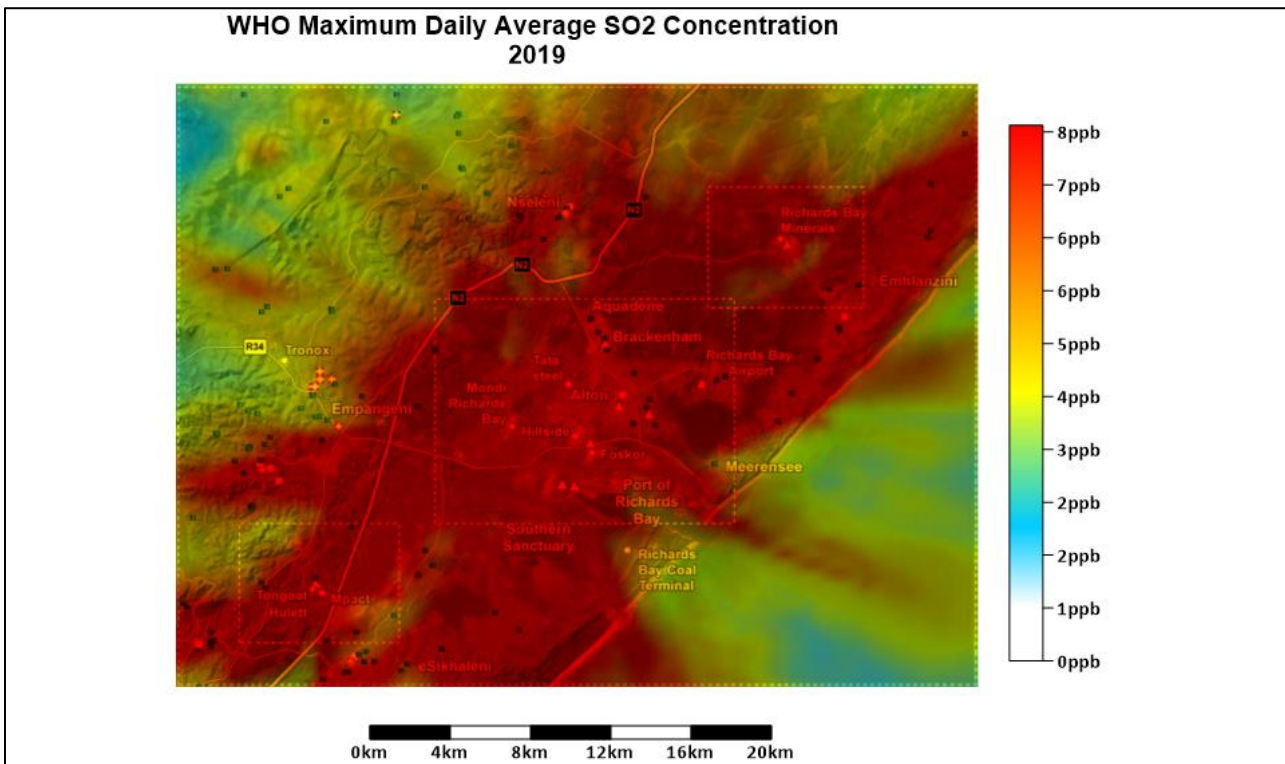 WHO Maximum Daily Average SO2 Concentration
2019
Nseleni
N2
N2
N2
Richards Bay
Minerals
Emhlanzini
Aquadene
Brackenham
R34
Tronox
Tata
steel
Richards Bay
Airport
Mondi
Richards
Bay
Alton
Empangeni
Hillside
Foskor
Meerensee
Port of
Richards
Bay
Southern
Sanctuary
Richards
Bay Coal
Terminal
Tongaat
Hulett
Mpact
eSikhaleni
8ppb
7ppb
6ppb
6ppb
5ppb
4ppb
3ppb
2ppb
2ppb
1ppb
0ppb
0km
4km
8km
12km
16km
20km